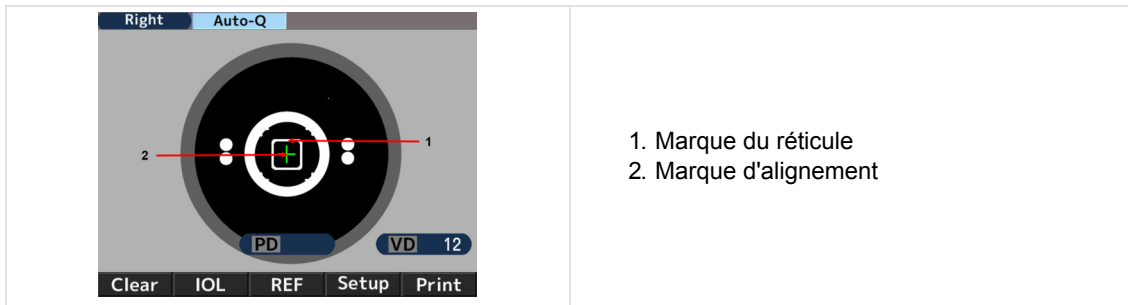 Right Auto-Q
1
2
PD VD 12
Clear IOL REF Setup Print
1. Marque du réticule
2. Marque d'alignement